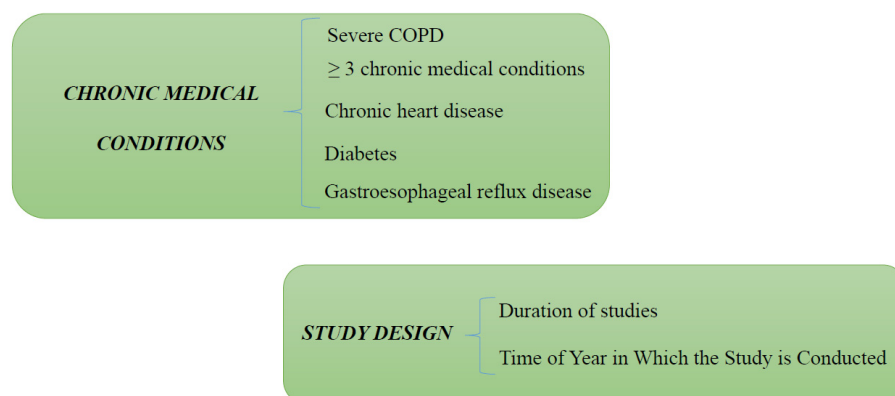 CHRONIC MEDICAL
CONDITIONS
Severe COPD
≥ 3 chronic medical conditions
Chronic heart disease
Diabetes
Gastroesophageal reflux disease
STUDY DESIGN
Duration of studies
Time of Year in Which the Study is Conducted